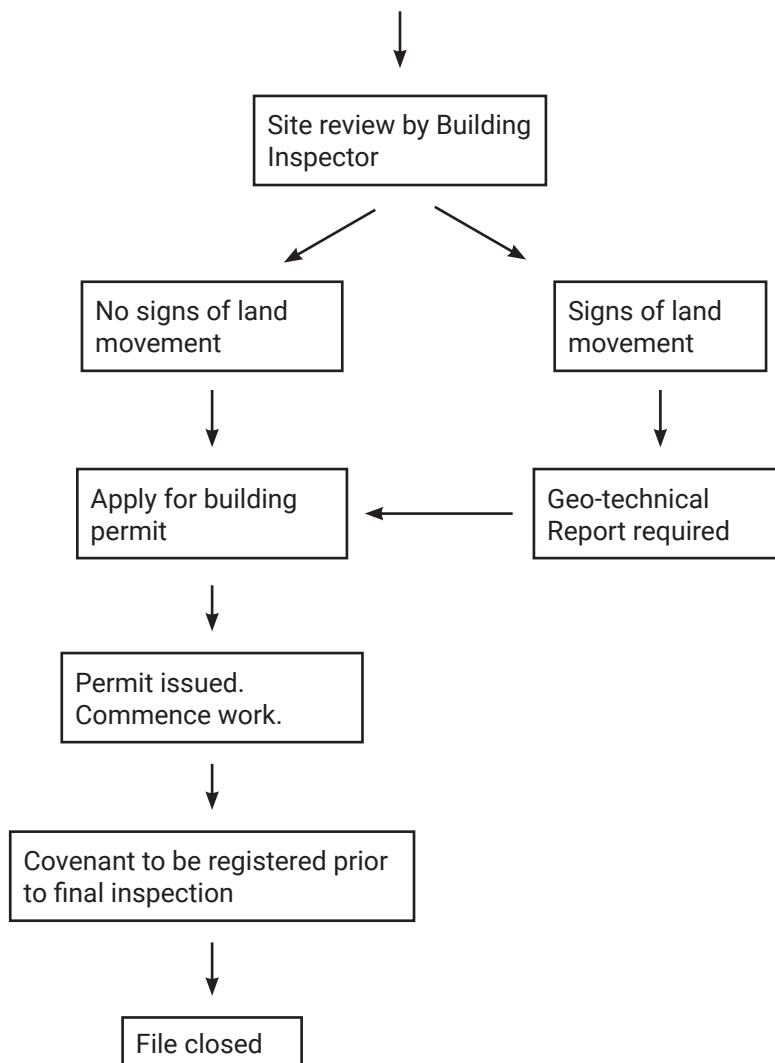 Site review by Building
Inspector
No signs of land
movement
Signs of land
movement
Apply for building
permit
Geo-technical
Report required
Permit issued.
Commence work.
Covenant to be registered prior
to final inspection
File closed